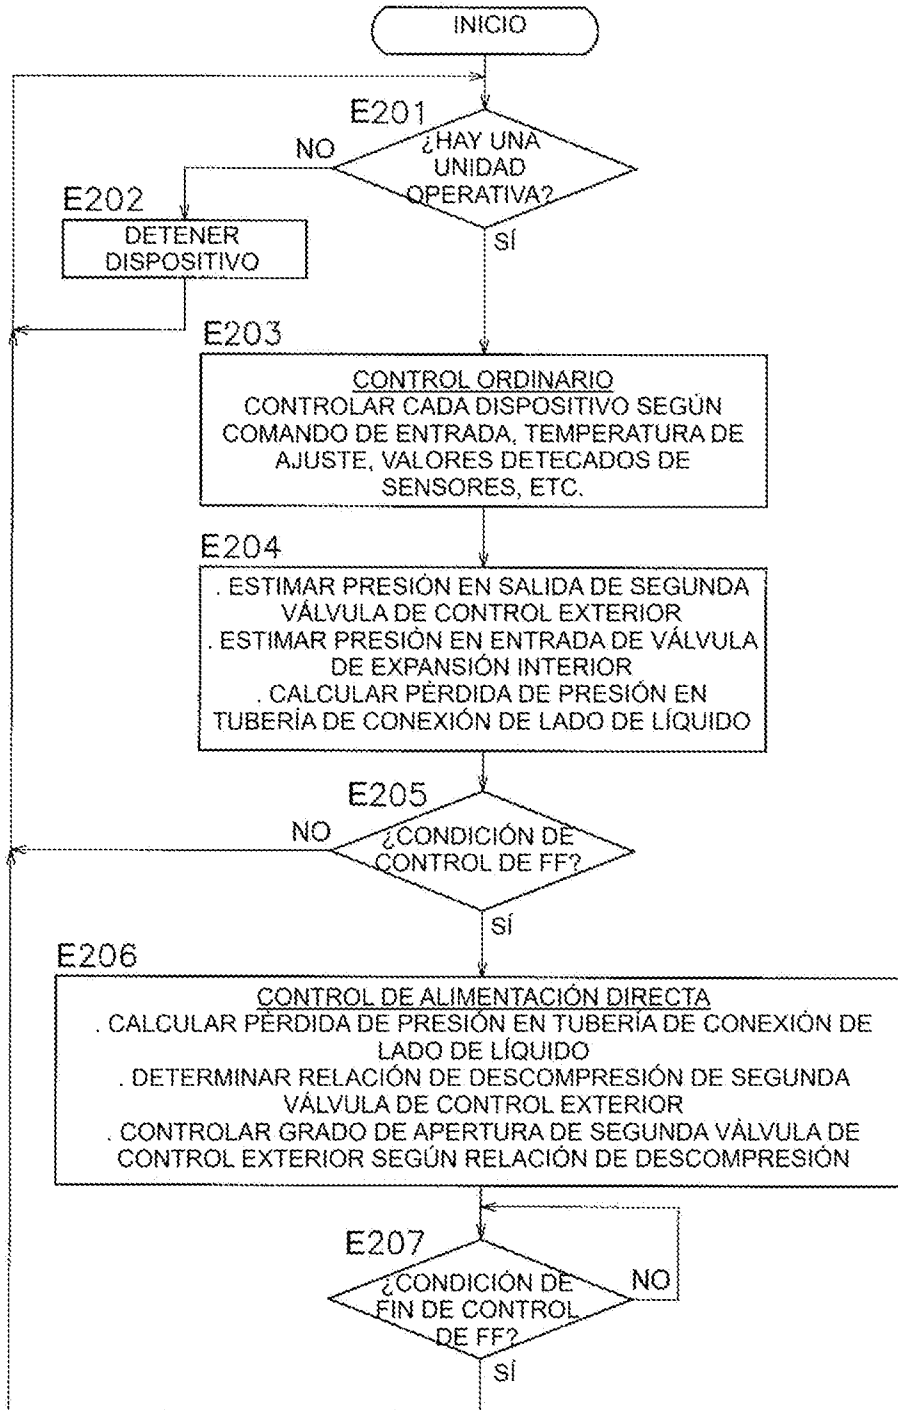 INICIO
E201
¿HAY UNA
UNIDAD
OPERATIVA?
NO
SÍ
E202
DETENER
DISPOSITIVO
E203
CONTROL ORDINARIO
CONTROLAR CADA DISPOSITIVO SEGÚN
COMANDO DE ENTRADA, TEMPERATURA DE
AJUSTE, VALORES DETECADOS DE
SENSORES, ETC.
E204
. ESTIMAR PRESIÓN EN SALIDA DE SEGUNDA
VÁLVULA DE CONTROL EXTERIOR
. ESTIMAR PRESIÓN EN ENTRADA DE VÁLVULA
DE EXPANSIÓN INTERIOR
. CALCULAR PÉRDIDA DE PRESIÓN EN
TUBERÍA DE CONEXIÓN DE LADO DE LÍQUIDO
E205
¿CONDICIÓN DE
CONTROL DE FF?
NO
SÍ
E206
CONTROL DE ALIMENTACIÓN DIRECTA
. CALCULAR PÉRDIDA DE PRESIÓN EN TUBERÍA DE CONEXIÓN DE
LADO DE LÍQUIDO
. DETERMINAR RELACIÓN DE DESCOMPRESIÓN DE SEGUNDA
VÁLVULA DE CONTROL EXTERIOR
. CONTROLAR GRADO DE APERTURA DE SEGUNDA VÁLVULA DE
CONTROL EXTERIOR SEGÚN RELACIÓN DE DESCOMPRESIÓN
E207
¿CONDICIÓN DE
FIN DE CONTROL
DE FF?
NO
SÍ